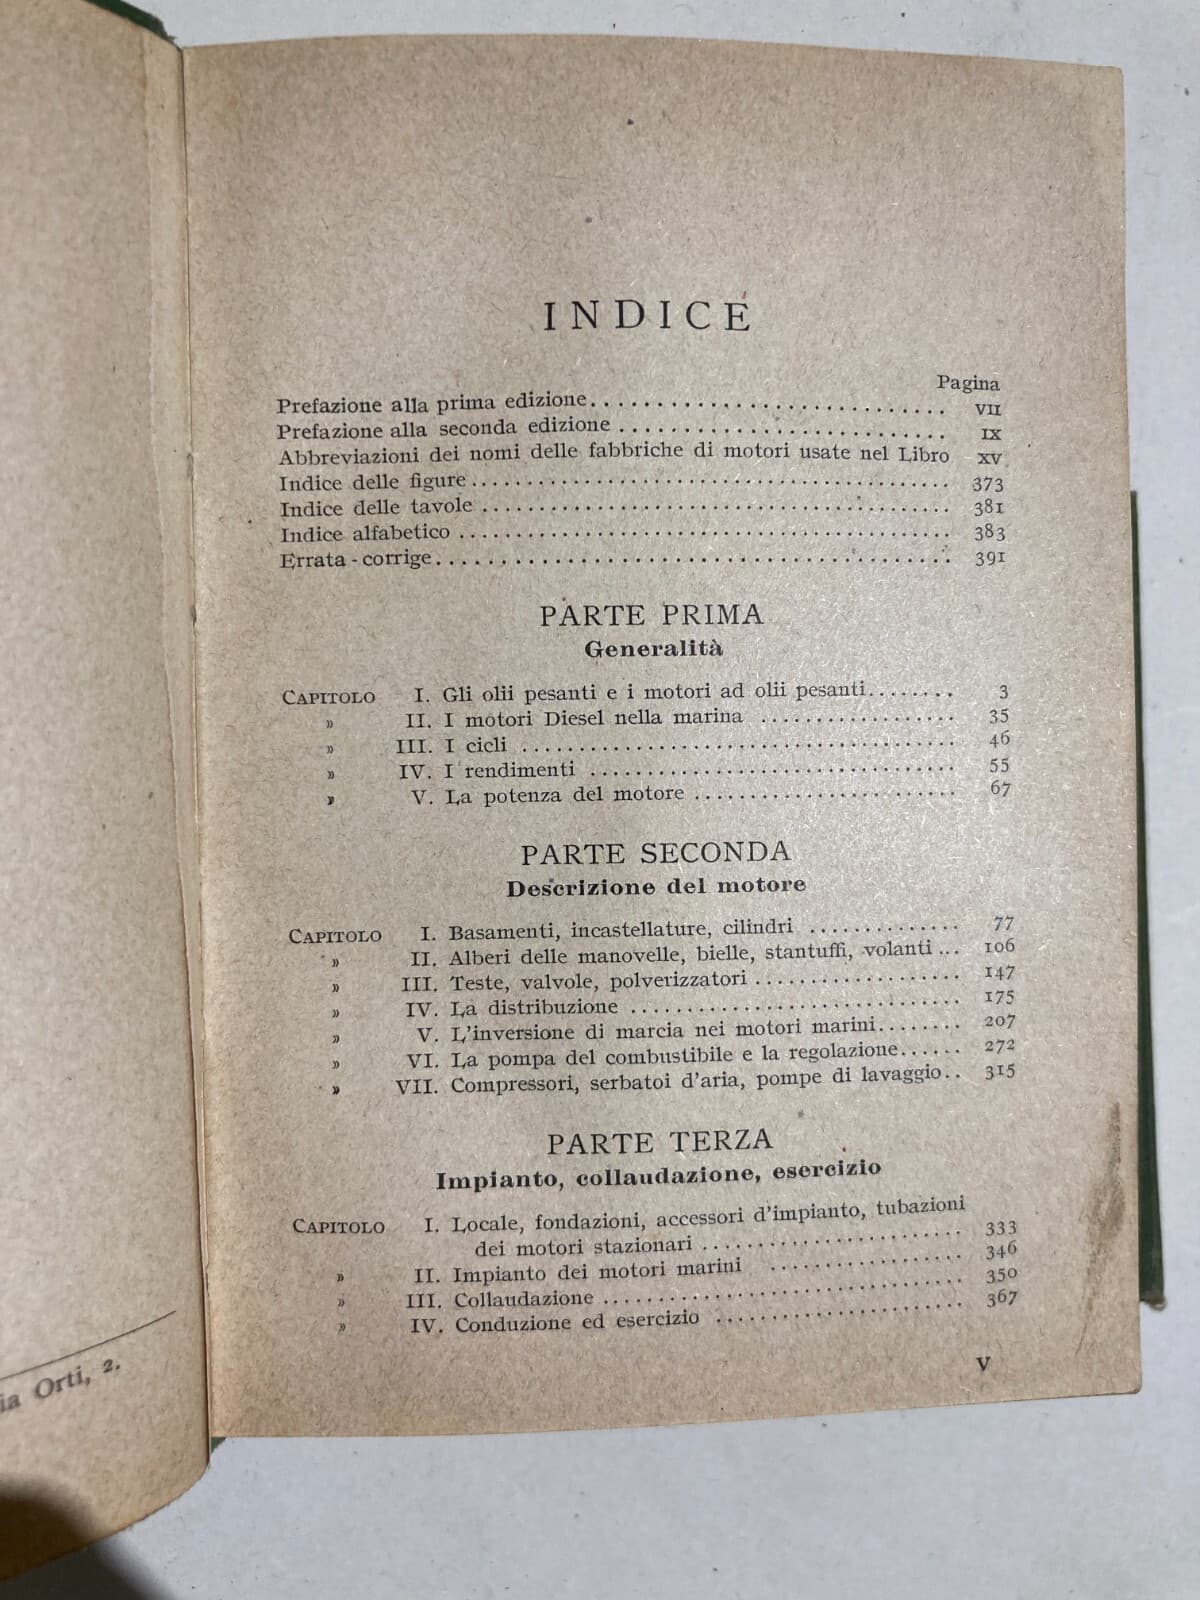 INDICE
Pagina
Prefazione alla prima edizione............................ VII
Prefazione alla seconda edizione.......................... IX
Abbreviazioni dei nomi delle fabbriche di motori usate nel Libro XV
Indice delle figure........................................ 373
Indice delle tavole........................................ 381
Indice alfabetico.......................................... 383
Errata-corrige............................................. 391
PARTE PRIMA
Generalità
CAPITOLO I. Gli olii pesanti e i motori ad olii pesanti........ 3
» II. I motori Diesel nella marina .................. 35
» III. I cicli ........................................ 46
» IV. I rendimenti .................................. 55
» V. La potenza del motore ......................... 67
PARTE SECONDA
Descrizione del motore
CAPITOLO I. Basamenti, incastellature, cilindri .............. 77
» II. Alberi delle manovelle, bielle, stantuffi, volanti ... 106
» III. Teste, valvole, polverizzatori ................... 147
» IV. La distribuzione ............................... 175
» V. L'inversione di marcia nei motori marini........ 207
» VI. La pompa del combustibile e la regolazione...... 272
» VII. Compressori, serbatoi d'aria, pompe di lavaggio.. 315
PARTE TERZA
Impianto, collaudazione, esercizio
CAPITOLO I. Locale, fondazioni, accessori d'impianto, tubazioni
dei motori stazionari ........................ 333
» II. Impianto dei motori marini .................. 346
» III. Collaudazione ................................. 350
» IV. Conduzione ed esercizio ...................... 367
V
Orti, 2.